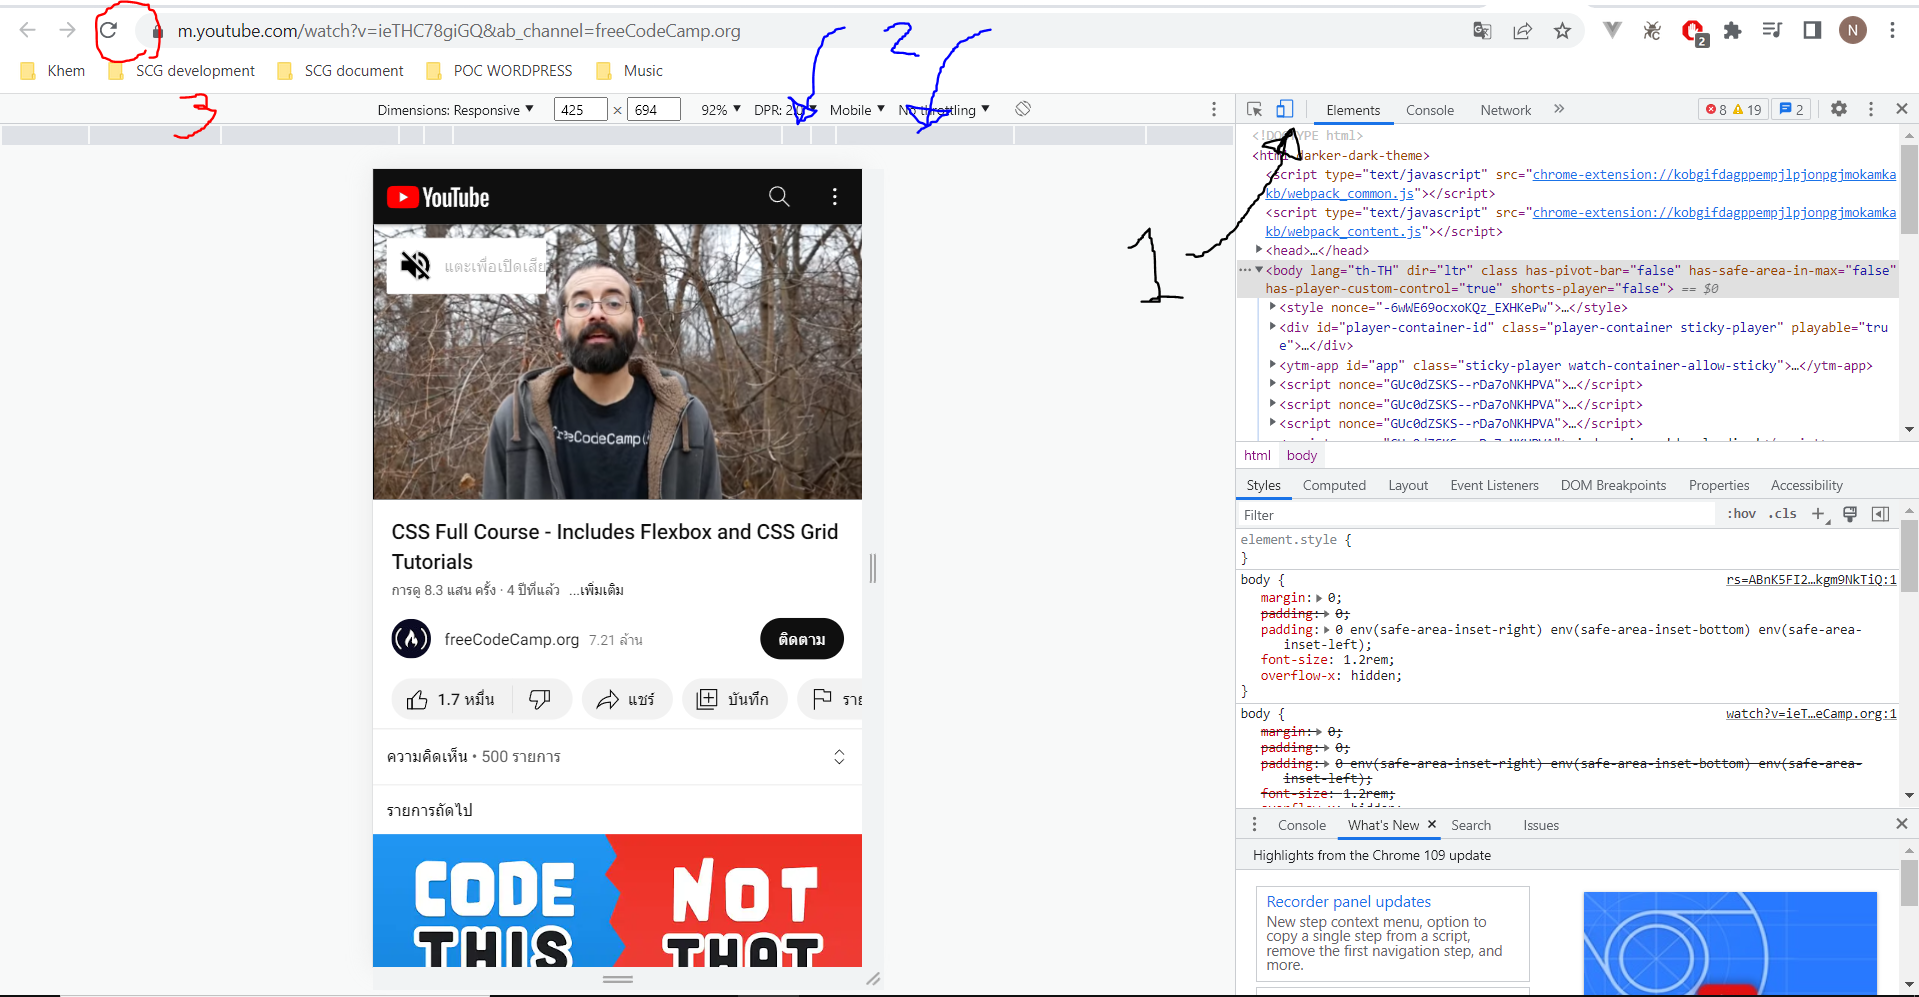 m.youtube.com/watch?v=ieTHC78giGQ&ab_channel=freeCodeCamp.org
2
N
Khem
SCG development
SCG document
POC WORDPRESS
Music
2
3
Dimensions: Responsive
425
×
694
92%
DPR: 2.0
Mobile
No throttling
Elements
Console
Network
»
8
19
2
1
YouTube
แตะเพื่อเปิดเสีย
freeCodeCamp(
CSS Full Course - Includes Flexbox and CSS Grid
Tutorials
การดู 8.3 แสน ครั้ง · 4 ปีที่แล้ว ...เพิ่มเติม
freeCodeCamp.org 7.21 ล้าน
ติดตาม
1.7 หมื่น
แชร์
บันทึก
ราย
ความคิดเห็น • 500 รายการ
รายการถัดไป
CODE
THIS
NOT
THAT
<!DOCTYPE html>
<html darker-dark-theme>
<script type="text/javascript" src="chrome-extension://kobgifdagppempjlpjonpgjmokamka
kb/webpack_common.js"></script>
<script type="text/javascript" src="chrome-extension://kobgifdagppempjlpjonpgjmokamka
kb/webpack_content.js"></script>
<head>…</head>
<body lang="th-TH" dir="ltr" class has-pivot-bar="false" has-safe-area-in-max="false"
has-player-custom-control="true" shorts-player="false"> == $0
<style nonce="-6wWE69ocxoKQz_EXHKePw">…</style>
<div id="player-container-id" class="player-container sticky-player" playable="tru
e">…</div>
<ytm-app id="app" class="sticky-player watch-container-allow-sticky">…</ytm-app>
<script nonce="GUc0dZSKS--rDa7oNKHPVA">…</script>
<script nonce="GUc0dZSKS--rDa7oNKHPVA">…</script>
<script nonce="GUc0dZSKS--rDa7oNKHPVA">…</script>
html
body
Styles
Computed
Layout
Event Listeners
DOM Breakpoints
Properties
Accessibility
Filter
:hov
.cls
+
element.style {
}
body {
rs=ABnK5FI2…kgm9NkTiQ:1
margin: 0;
padding: 0;
padding: 0 env(safe-area-inset-right) env(safe-area-inset-bottom) env(safe-area-
inset-left);
font-size: 1.2rem;
overflow-x: hidden;
}
body {
watch?v=ieT…eCamp.org:1
margin: 0;
padding: 0;
padding: 0 env(safe-area-inset-right) env(safe-area-inset-bottom) env(safe-area-
inset-left);
font-size: 1.2rem;
overflow-x: hidden;
Console
What's New
Search
Issues
Highlights from the Chrome 109 update
Recorder panel updates
New step context menu, option to
copy a single step from a script,
remove the first navigation step, and
more.